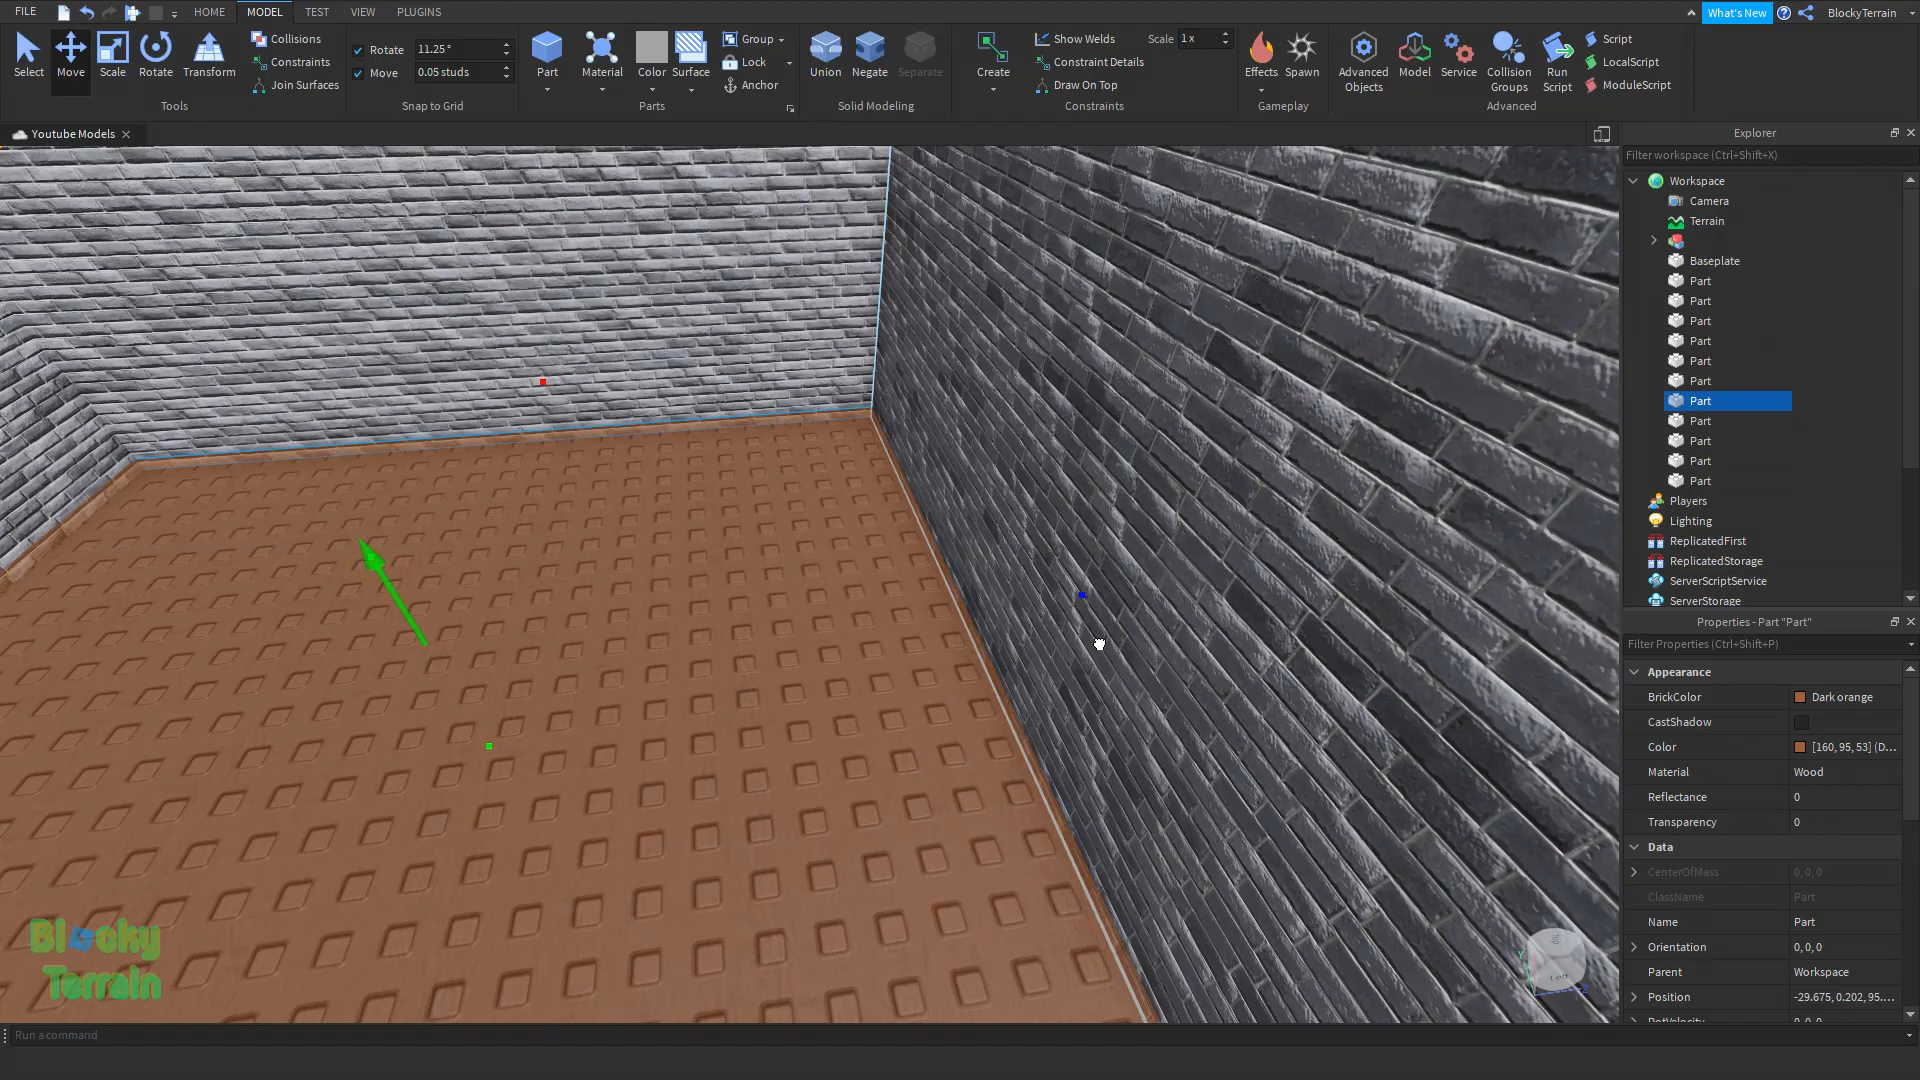 FILE HOME MODEL TEST VIEW PLUGINS What's New BlockyTerrain
Select Move Scale Rotate Transform
Collisions
Constraints
Join Surfaces
Tools
Rotate 11.25°
Move 0.05 studs
Snap to Grid
Part Material Color Surface
Group
Lock
Anchor
Parts
Union Negate Separate
Solid Modeling
Create
Show Welds Scale 1x
Constraint Details
Draw On Top
Constraints
Effects Spawn
Gameplay
Advanced Objects Model Service Collision Groups Run Script
Script
LocalScript
ModuleScript
Advanced
Youtube Models
Explorer
Filter workspace (Ctrl+Shift+X)
Workspace
Camera
Terrain
Baseplate
Part
Part
Part
Part
Part
Part
Part
Part
Part
Part
Part
Players
Lighting
ReplicatedFirst
ReplicatedStorage
ServerScriptService
ServerStorage
Properties - Part "Part"
Filter Properties (Ctrl+Shift+P)
Appearance
BrickColor Dark orange
CastShadow
Color [160, 95, 53] (D...
Material Wood
Reflectance 0
Transparency 0
Data
CenterOfMass 0, 0, 0
ClassName Part
Name Part
Orientation 0, 0, 0
Parent Workspace
Position -29.675, 0.202, 95....
RotVelocity 0, 0, 0
Blocky
Terrain
Left
Y
Z
Run a command